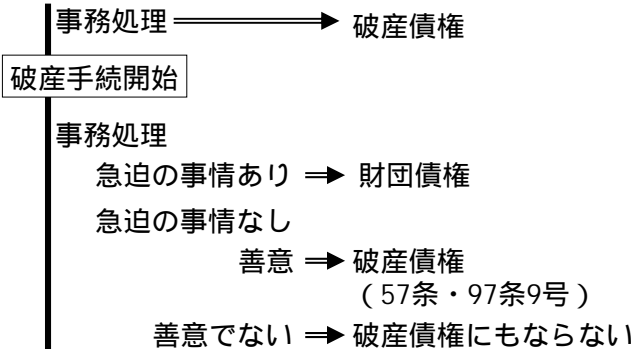 事務処理 破産債権
破産手続開始
事務処理
急迫の事情あり 財団債権
急迫の事情なし
善意 破産債権
(57条・97条9号)
善意でない 破産債権にもならない